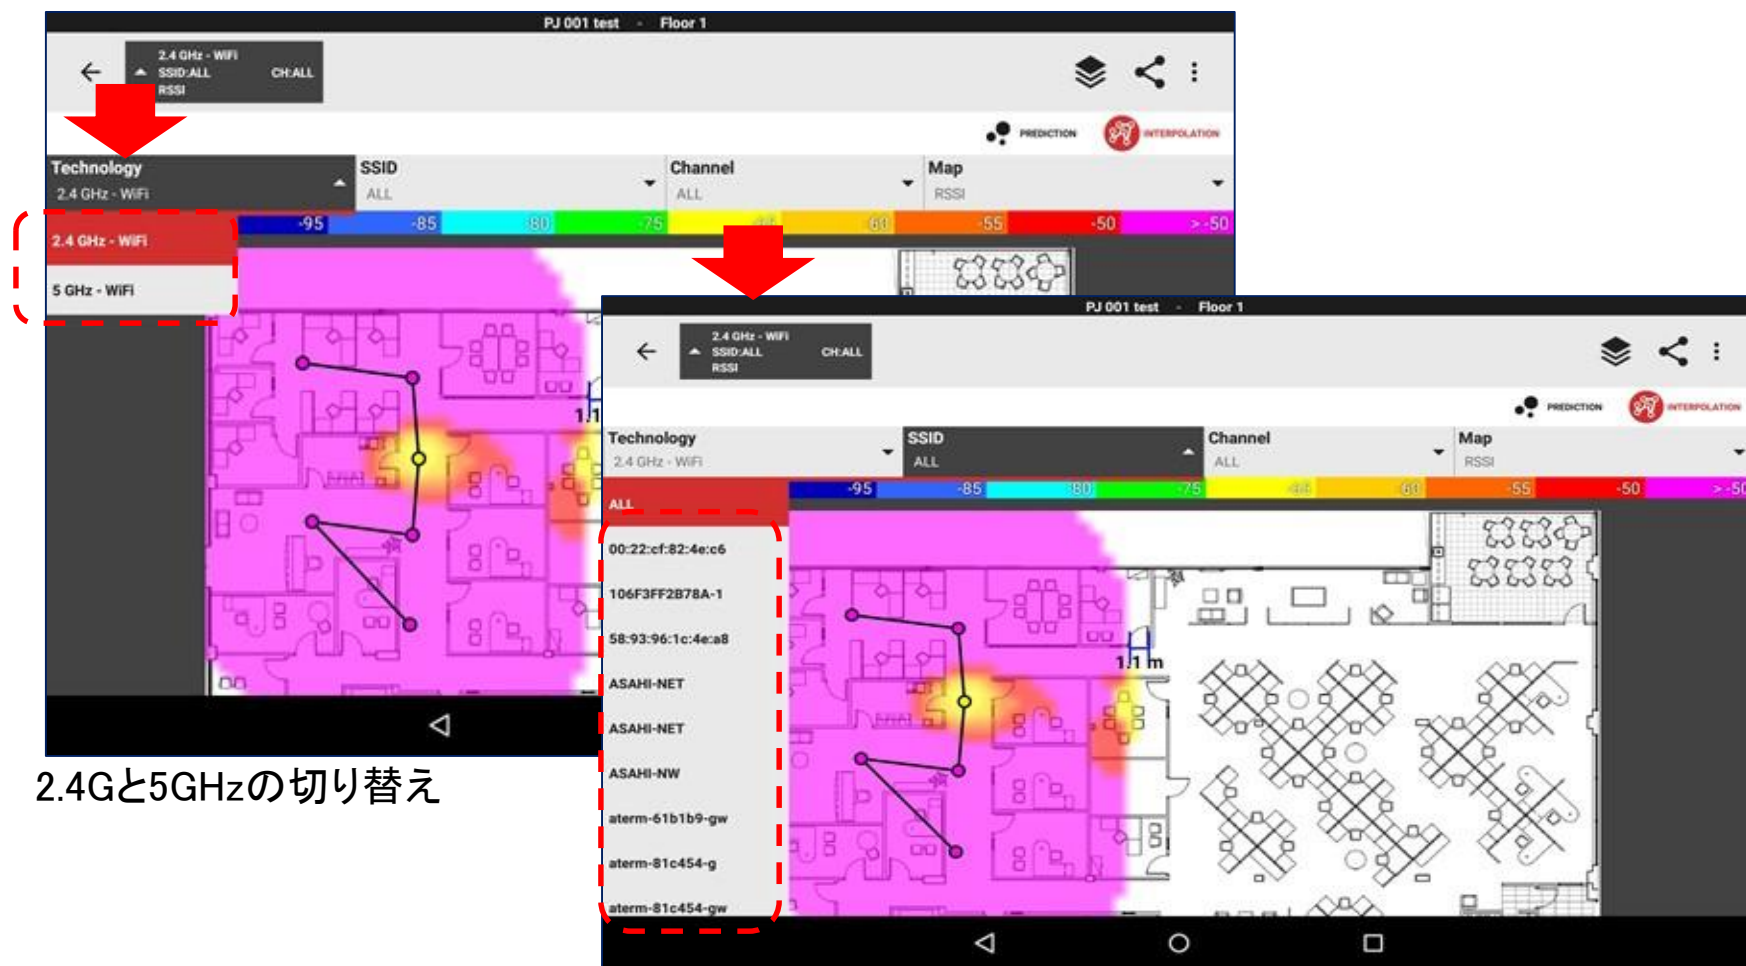 PJ 001 test - Floor 1
2.4 GHz - WiFi
SSID:ALL CH:ALL
RSSI
PREDICTION INTERPOLATION
Technology SSID Channel Map
2.4 GHz - WiFi ALL ALL RSSI
-95 -85 -80 -75 -60 -55 -50 > -50
2.4 GHz - WiFi
5 GHz - WiFi
2.4Gと5GHzの切り替え
PJ 001 test - Floor 1
2.4 GHz - WiFi
SSID:ALL CH:ALL
RSSI
PREDICTION INTERPOLATION
Technology SSID Channel Map
2.4 GHz - WiFi ALL ALL RSSI
-95 -85 -80 -75 -60 -55 -50 > -50
ALL
00:22:cf:82:4e:c6
106F3FF2B78A-1
58:93:96:1c:4e:a8
ASAHI-NET
ASAHI-NET
ASAHI-NW
aterm-61b1b9-gw
aterm-81c454-g
aterm-81c454-gw
1.1 m